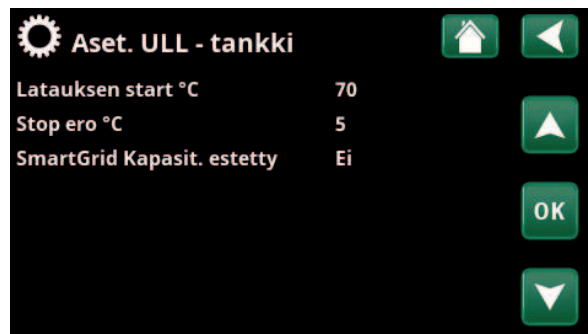 Aset. ULL - tankki
Latauksen start °C 70
Stop ero °C 5
SmartGrid Kapasit. estetty Ei
OK